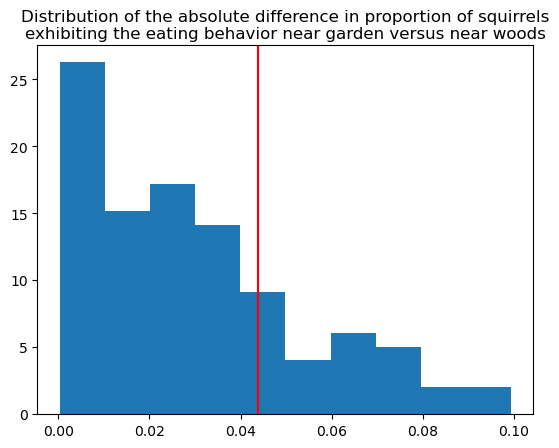 Distribution of the absolute difference in proportion of squirrels
exhibiting the eating behavior near garden versus near woods
25
20
15
10
5
0
0.00 0.02 0.04 0.06 0.08 0.10